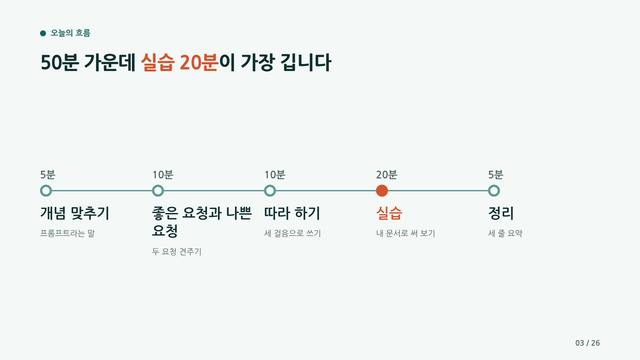 오늘의 흐름
50분 가운데 실습 20분이 가장 깁니다
5분
개념 맞추기
프롬프트라는 말
10분
좋은 요청과 나쁜
요청
두 요청 견주기
10분
따라 하기
세 걸음으로 쓰기
20분
실습
내 문서로 써 보기
5분
정리
세 줄 요약
03 / 26